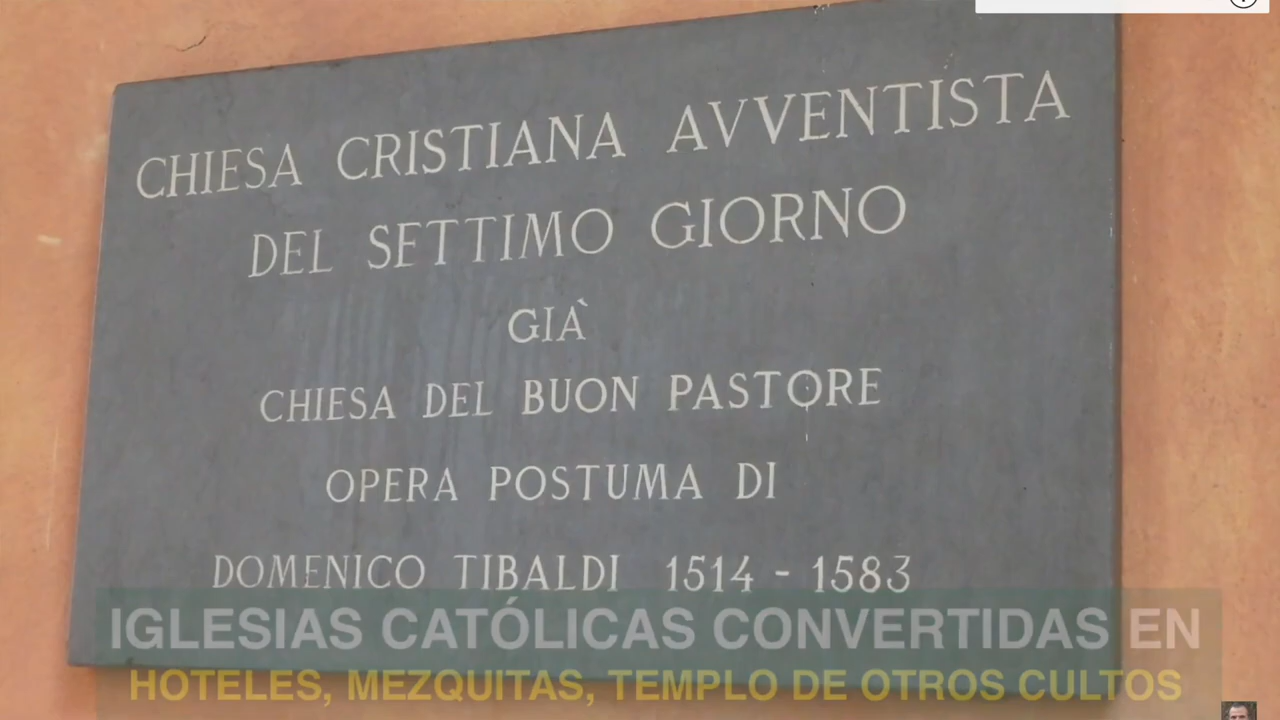 CHIESA CRISTIANA AVVENTISTA
DEL SETTIMO GIORNO
GIÀ
CHIESA DEL BUON PASTORE
OPERA POSTUMA DI
DOMENICO TIBALDI 1514 - 1583
IGLESIAS CATÓLICAS CONVERTIDAS EN
HOTELES, MEZQUITAS, TEMPLO DE OTROS CULTOS